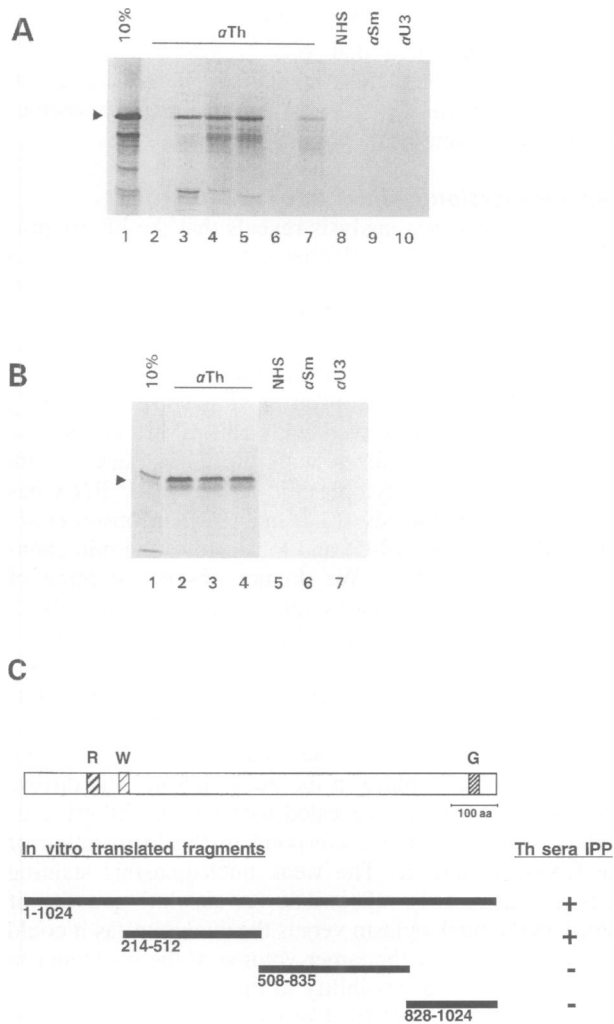 A
10% αTh NHS αSm αU3
1 2 3 4 5 6 7 8 9 10
B
10% αTh NHS αSm αU3
1 2 3 4 5 6 7
C
R W G
100 aa
In vitro translated fragments Th sera IPP
1-1024 +
214-512 +
508-835 -
828-1024 -